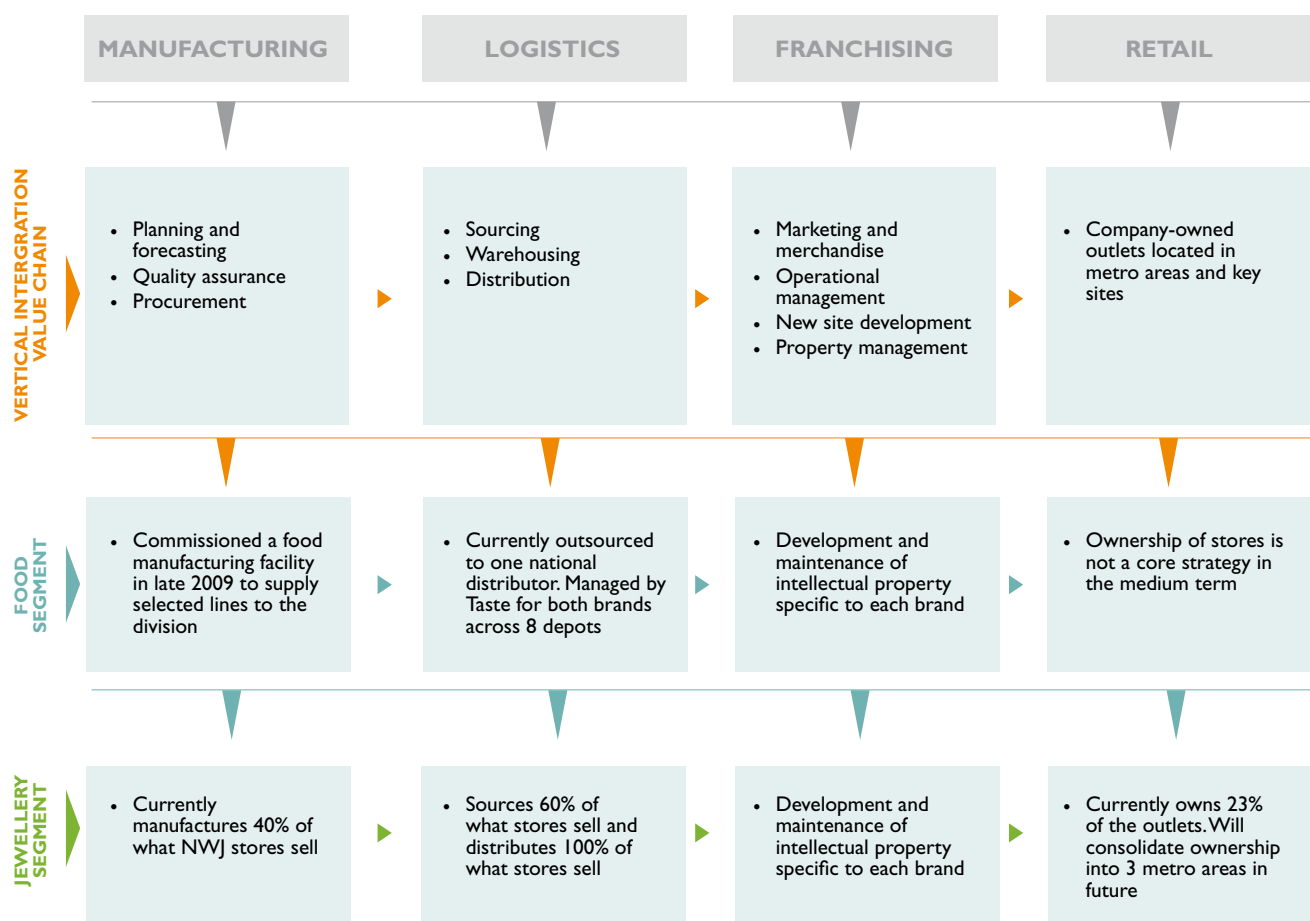 MANUFACTURING
LOGISTICS
FRANCHISING
RETAIL
VERTICAL INTERGRATION
VALUE CHAIN
• Planning and
forecasting
• Quality assurance
• Procurement
• Sourcing
• Warehousing
• Distribution
• Marketing and
merchandise
• Operational
management
• New site development
• Property management
• Company-owned
outlets located in
metro areas and key
sites
FOOD
SEGMENT
• Commissioned a food
manufacturing facility
in late 2009 to supply
selected lines to the
division
• Currently outsourced
to one national
distributor. Managed by
Taste for both brands
across 8 depots
• Development and
maintenance of
intellectual property
specific to each brand
• Ownership of stores is
not a core strategy in
the medium term
JEWELLERY
SEGMENT
• Currently
manufactures 40% of
what NWJ stores sell
• Sources 60% of
what stores sell and
distributes 100% of
what stores sell
• Development and
maintenance of
intellectual property
specific to each brand
• Currently owns 23%
of the outlets. Will
consolidate ownership
into 3 metro areas in
future